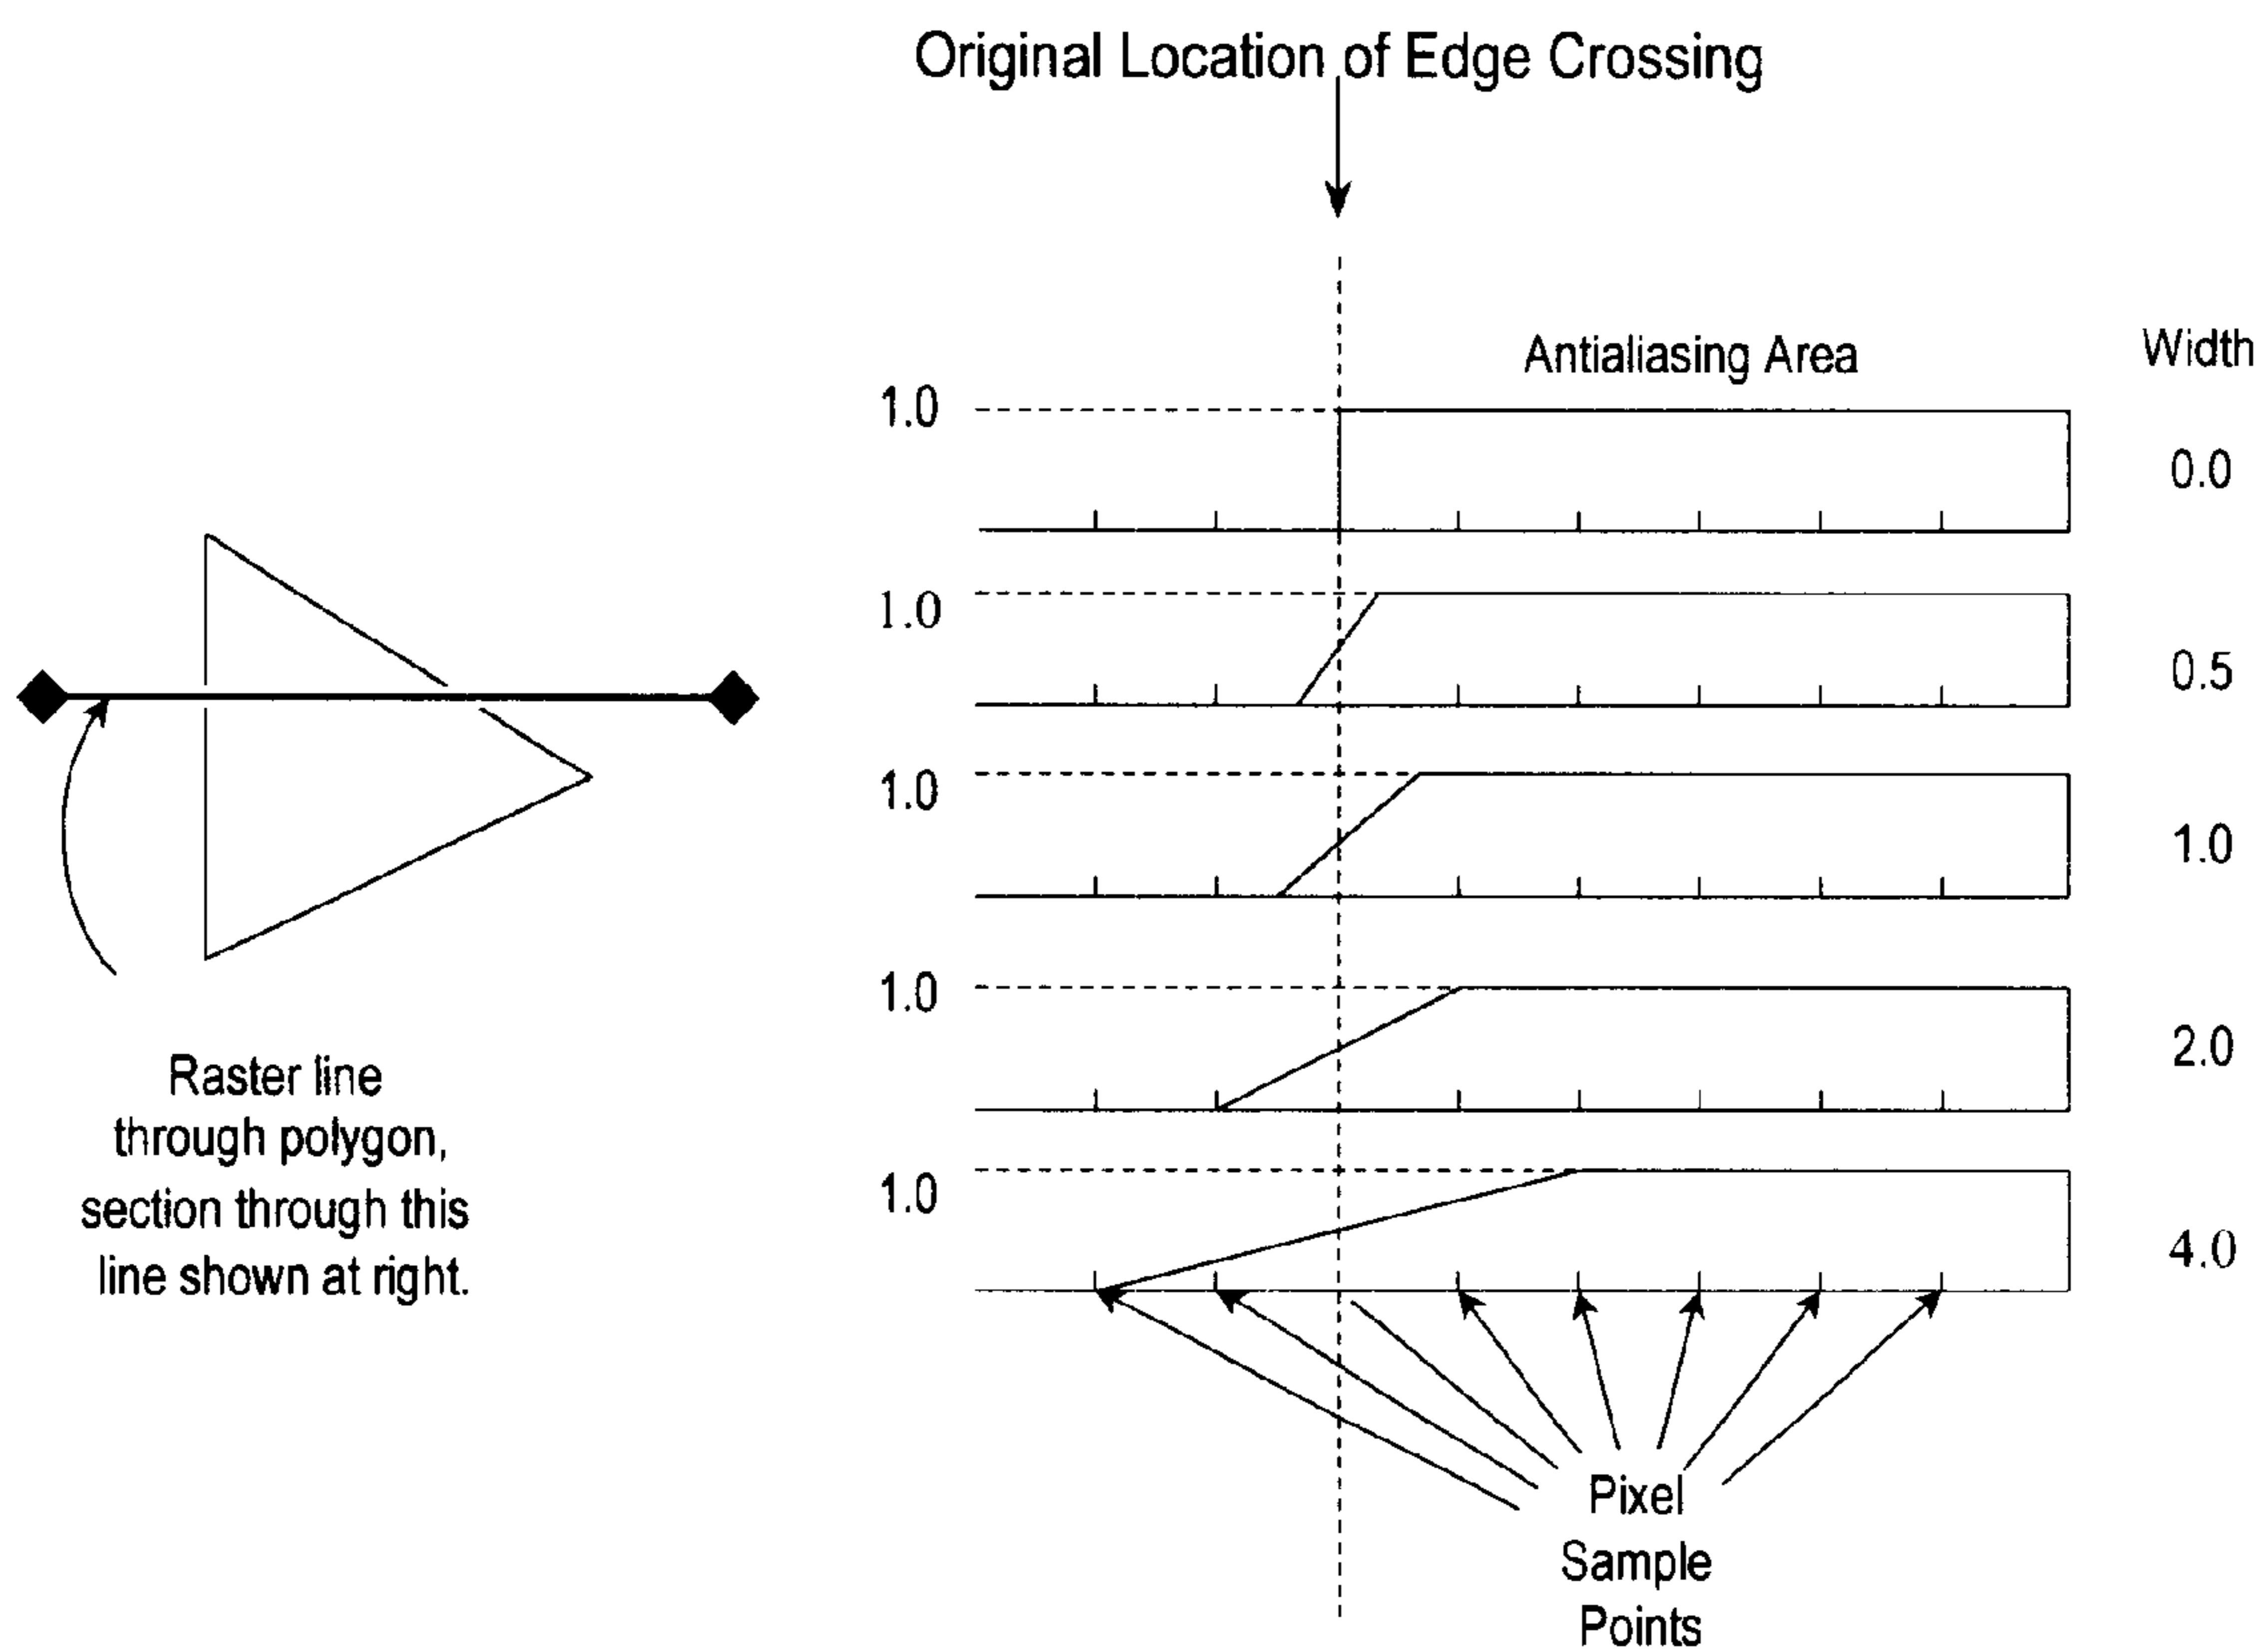 Original Location of Edge Crossing
Antialiasing Area
Width
1.0
0.0
1.0
0.5
1.0
1.0
1.0
2.0
1.0
4.0
Raster line
through polygon,
section through this
line shown at right.
Pixel
Sample
Points